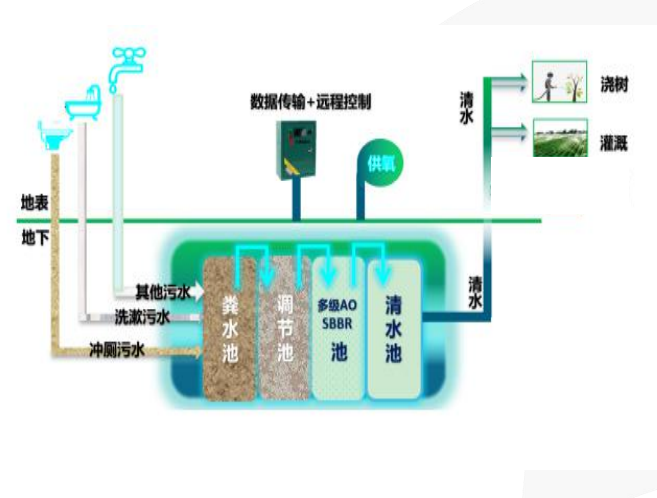 数据传输+远程控制
供氧
清水
浇树
灌溉
地表
地下
其他污水
洗漱污水
冲厕污水
粪水池
调节池
多级AO
SBBR
池
清水池
清水